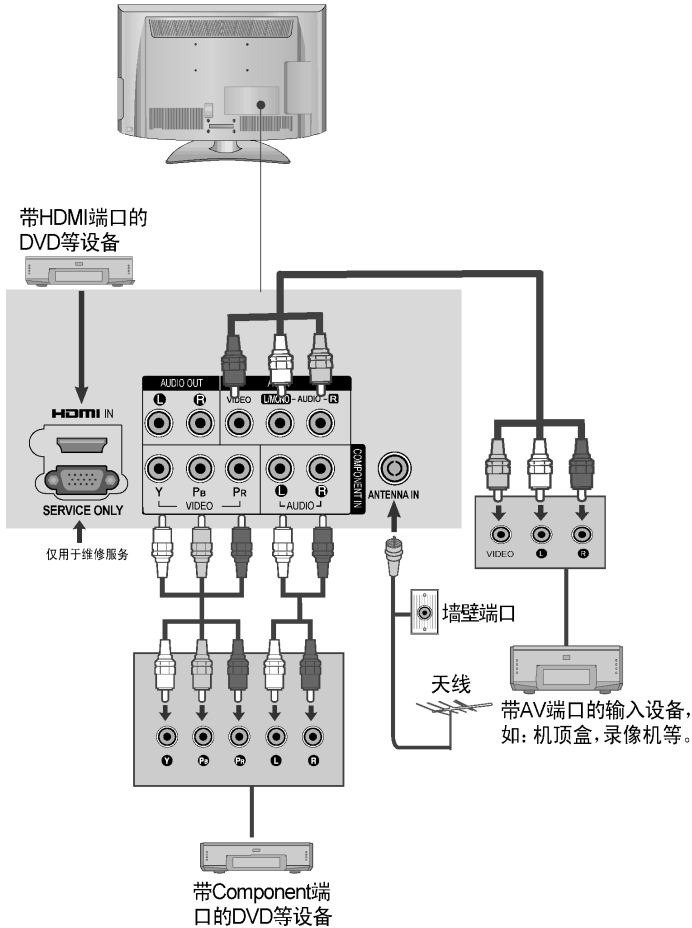 带HDMI端口的
DVD等设备
AUDIO OUT
L R VIDEO L/MONO - AUDIO - R
HDMI IN
Y PB PR L R
VIDEO AUDIO
COMPONENT IN
ANTENNA IN
SERVICE ONLY
仅用于维修服务
VIDEO L R
墙壁端口
天线
带AV端口的输入设备，
如：机顶盒，录像机等。
Y PB PR L R
带Component端
口的DVD等设备